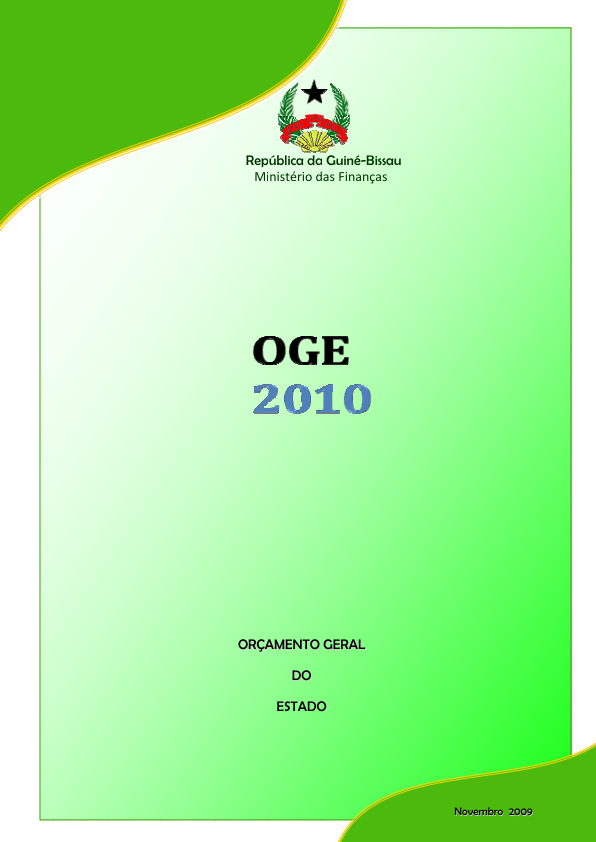 República da Guiné-Bissau
Ministério das Finanças
OGE
2010
ORÇAMENTO GERAL
DO
ESTADO
Novembro 2009